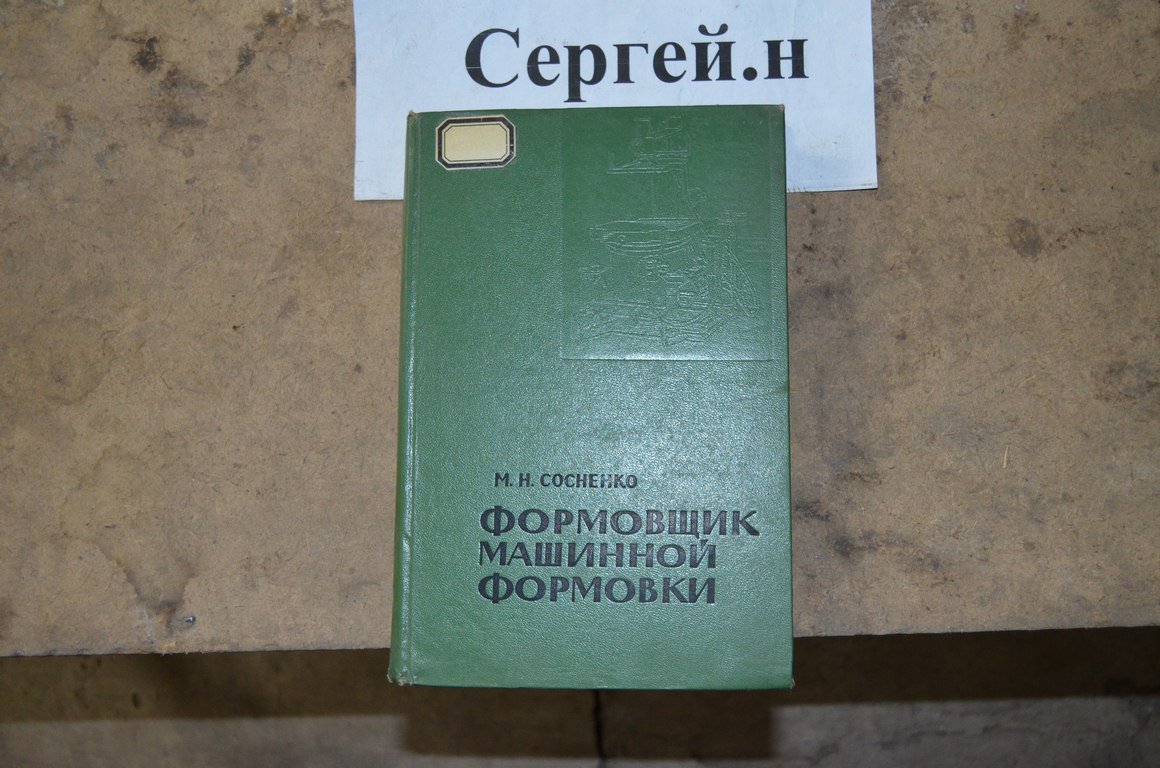 Сергей.н
М. Н. СОСНЕНКО
ФОРМОВЩИК
МАШИННОЙ
ФОРМОВКИ